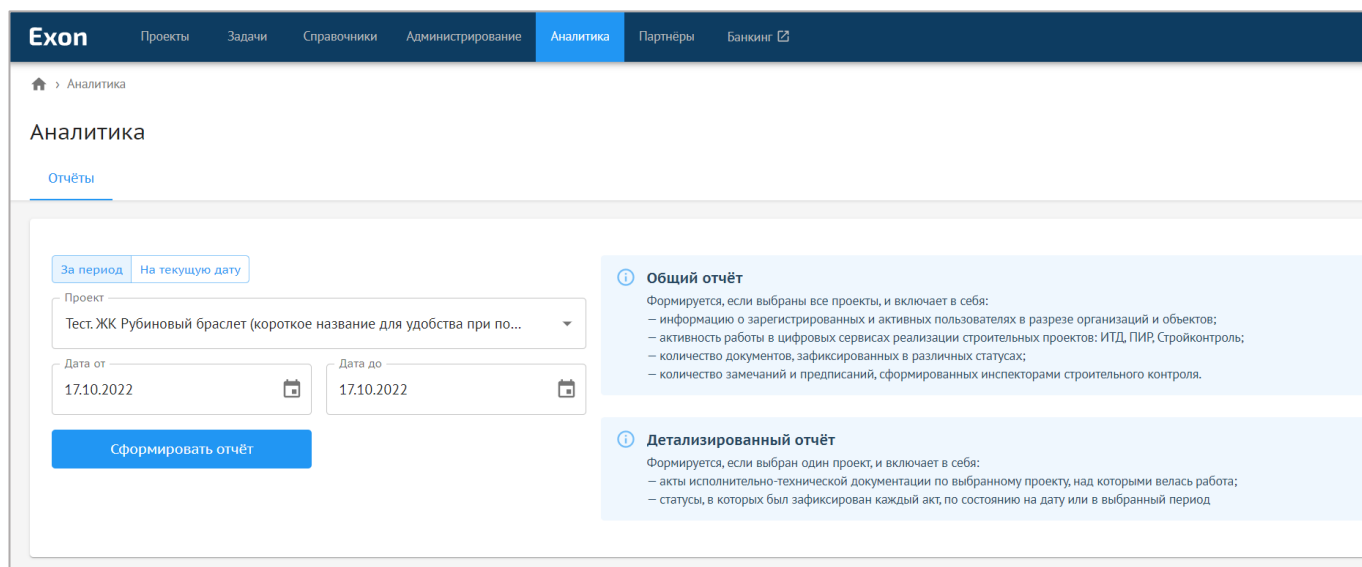 Exon Проекты Задачи Справочники Администрирование Аналитика Партнёры Банкинг
Аналитика
Аналитика
Отчёты
За период На текущую дату
Проект
Тест. ЖК Рубиновый браслет (короткое название для удобства при по...
Дата от Дата до
17.10.2022 17.10.2022
Сформировать отчёт
Общий отчёт
Формируется, если выбраны все проекты, и включает в себя:
— информацию о зарегистрированных и активных пользователях в разрезе организаций и объектов;
— активность работы в цифровых сервисах реализации строительных проектов: ИТД, ПИР, Стройконтроль;
— количество документов, зафиксированных в различных статусах;
— количество замечаний и предписаний, сформированных инспекторами строительного контроля.
Детализированный отчёт
Формируется, если выбран один проект, и включает в себя:
— акты исполнительно-технической документации по выбранному проекту, над которыми велась работа;
— статусы, в которых был зафиксирован каждый акт, по состоянию на дату или в выбранный период